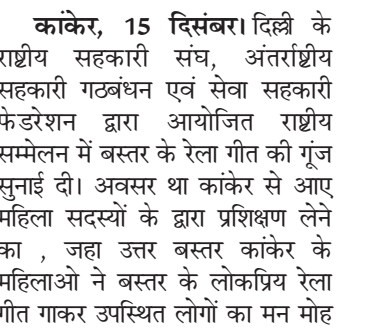 कांकेर, 15 दिसंबर। दिल्ली के
राष्ट्रीय सहकारी संघ, अंतर्राष्ट्रीय
सहकारी गठबंधन एवं सेवा सहकारी
फेडरेशन द्वारा आयोजित राष्ट्रीय
सम्मेलन में बस्तर के रेला गीत की गूंज
सुनाई दी। अवसर था कांकेर से आए
महिला सदस्यों के द्वारा प्रशिक्षण लेने
का , जहा उत्तर बस्तर कांकेर के
महिलाओ ने बस्तर के लोकप्रिय रेला
गीत गाकर उपस्थित लोगों का मन मोह